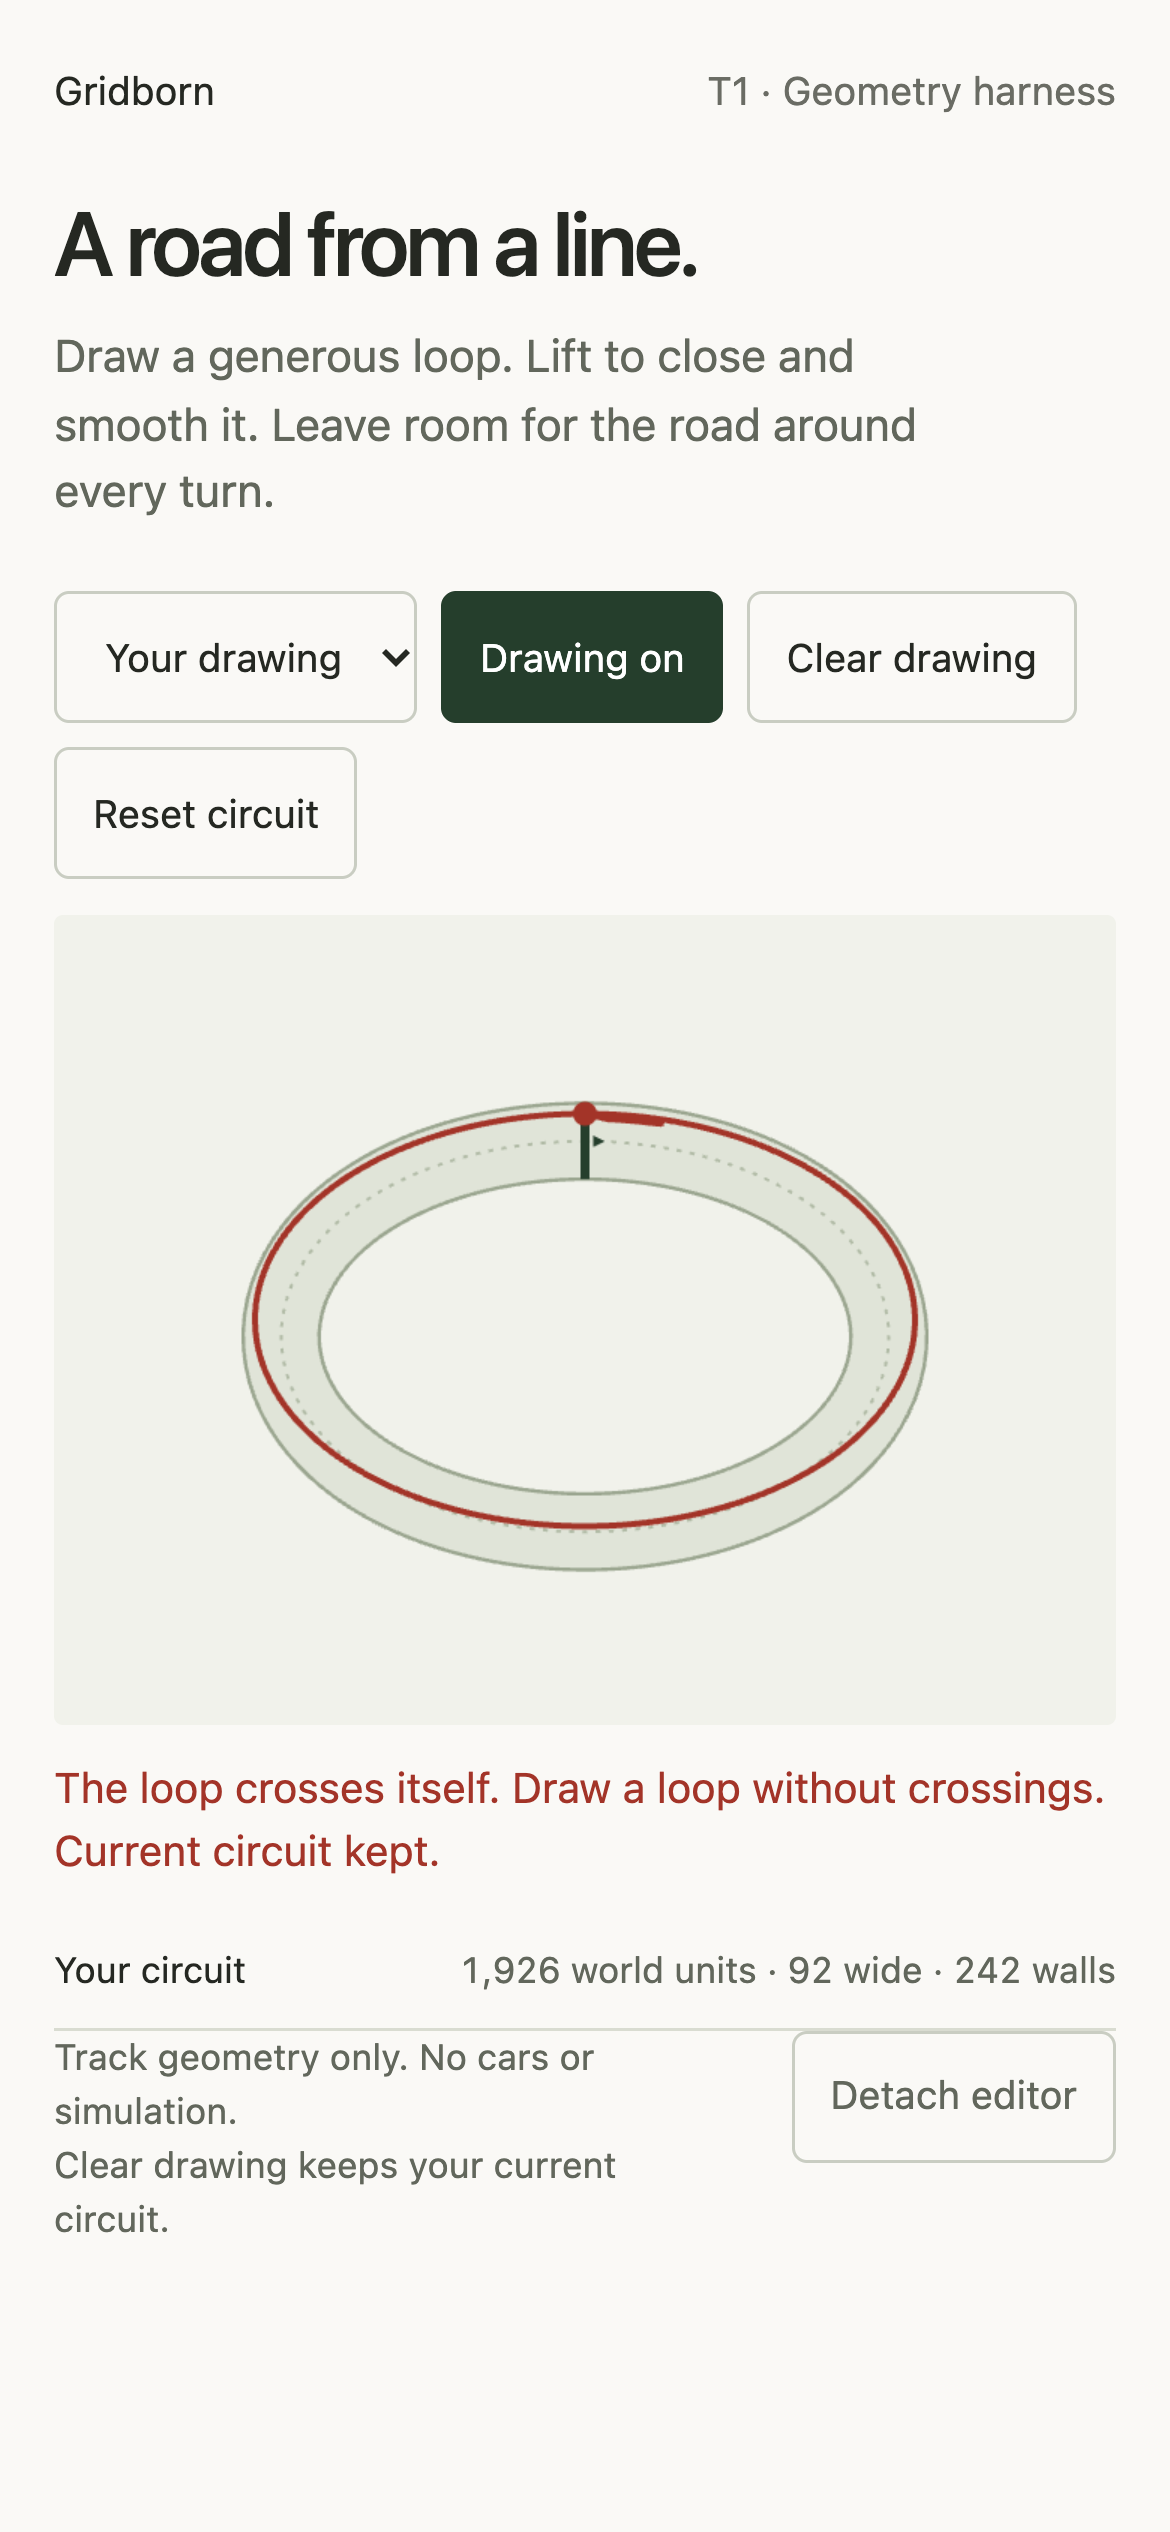 Gridborn
T1 · Geometry harness
A road from a line.
Draw a generous loop. Lift to close and
smooth it. Leave room for the road around
every turn.
Your drawing
Drawing on
Clear drawing
Reset circuit
The loop crosses itself. Draw a loop without crossings.
Current circuit kept.
Your circuit
1,926 world units · 92 wide · 242 walls
Track geometry only. No cars or
simulation.
Clear drawing keeps your current
circuit.
Detach editor